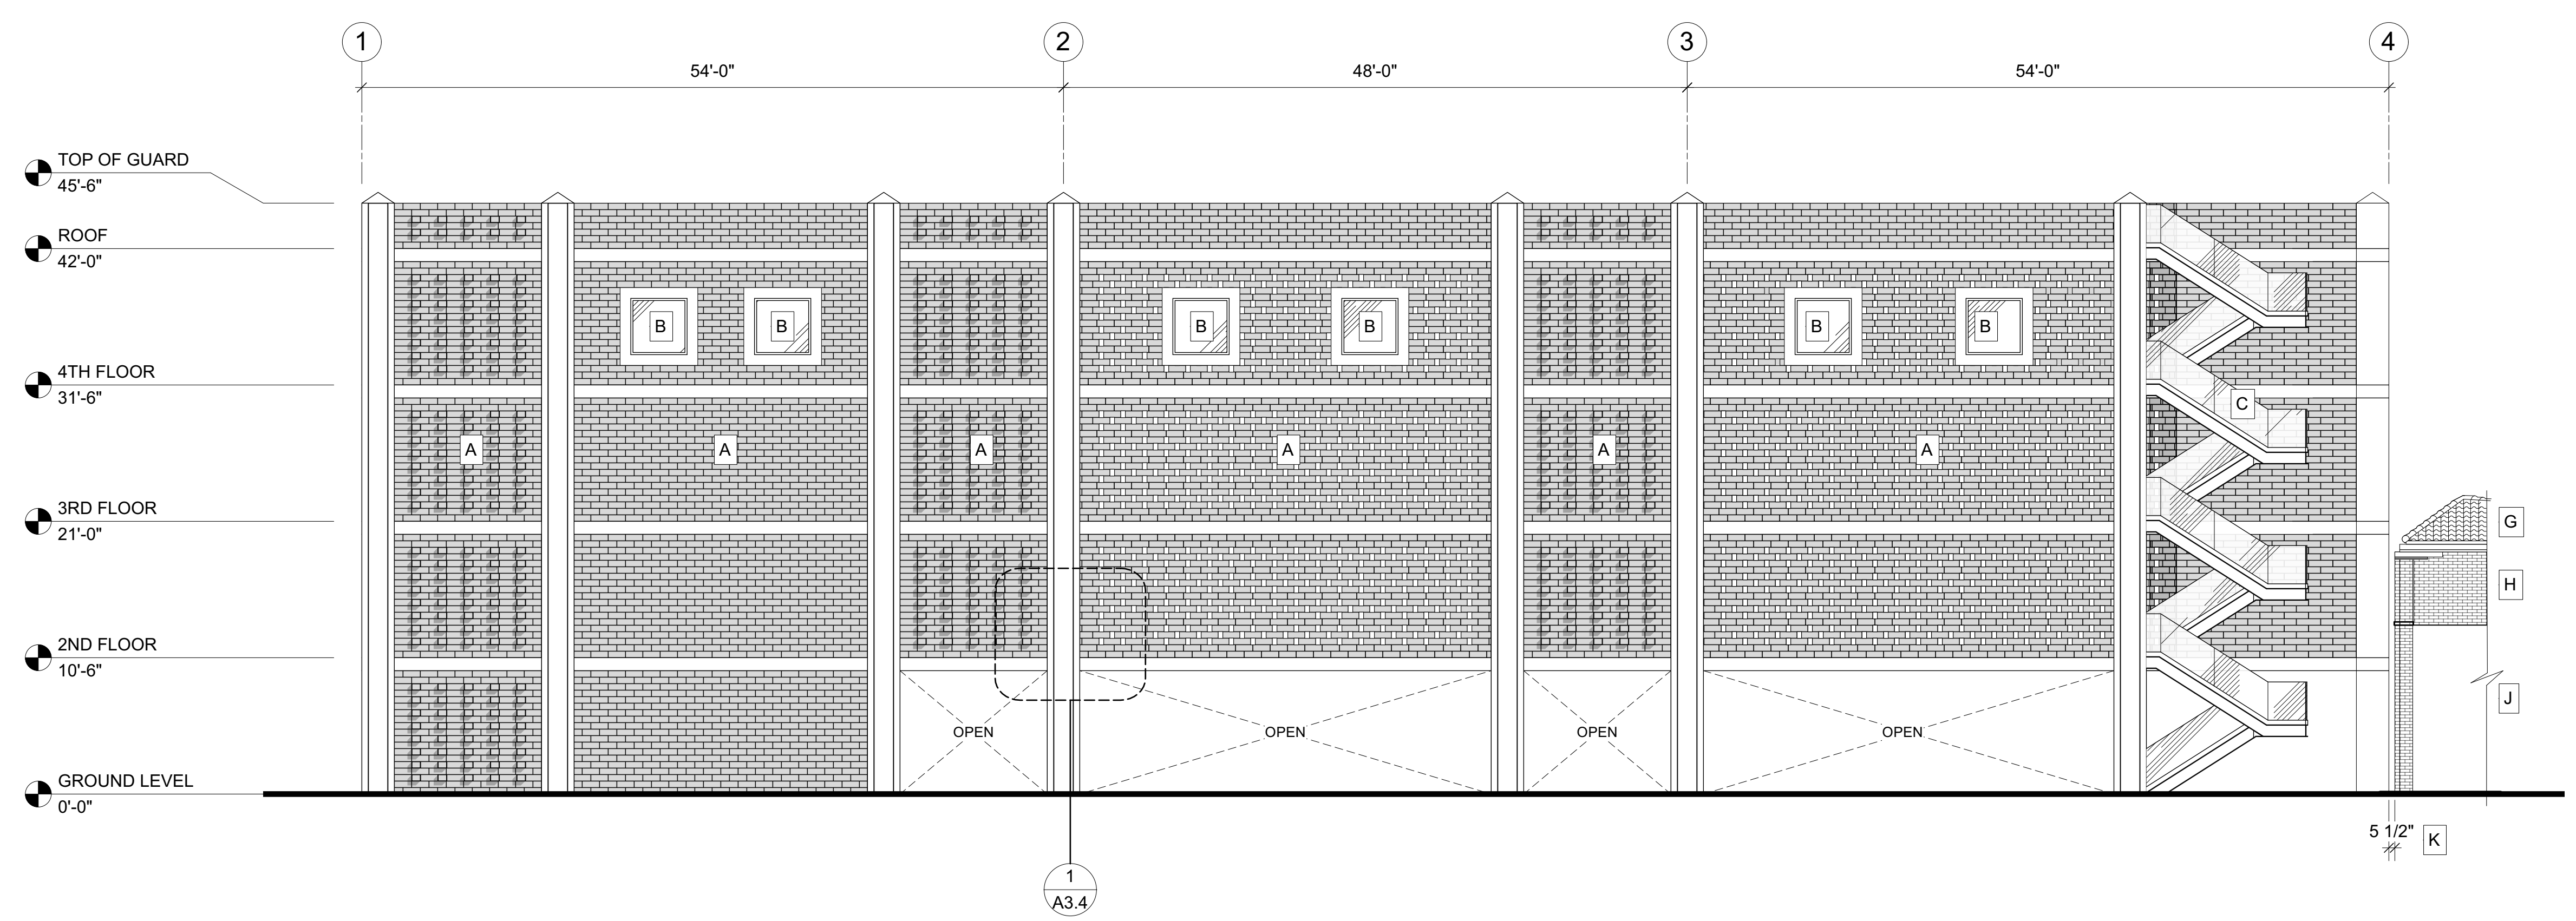 1
2
3
4
54'-0"
48'-0"
54'-0"
TOP OF GUARD
45'-6"
ROOF
42'-0"
B
B
B
B
B
B
4TH FLOOR
31'-6"
C
A
A
A
A
A
A
3RD FLOOR
21'-0"
G
H
2ND FLOOR
10'-6"
J
OPEN
OPEN
OPEN
OPEN
GROUND LEVEL
0'-0"
5 1/2"
K
1
A3.4